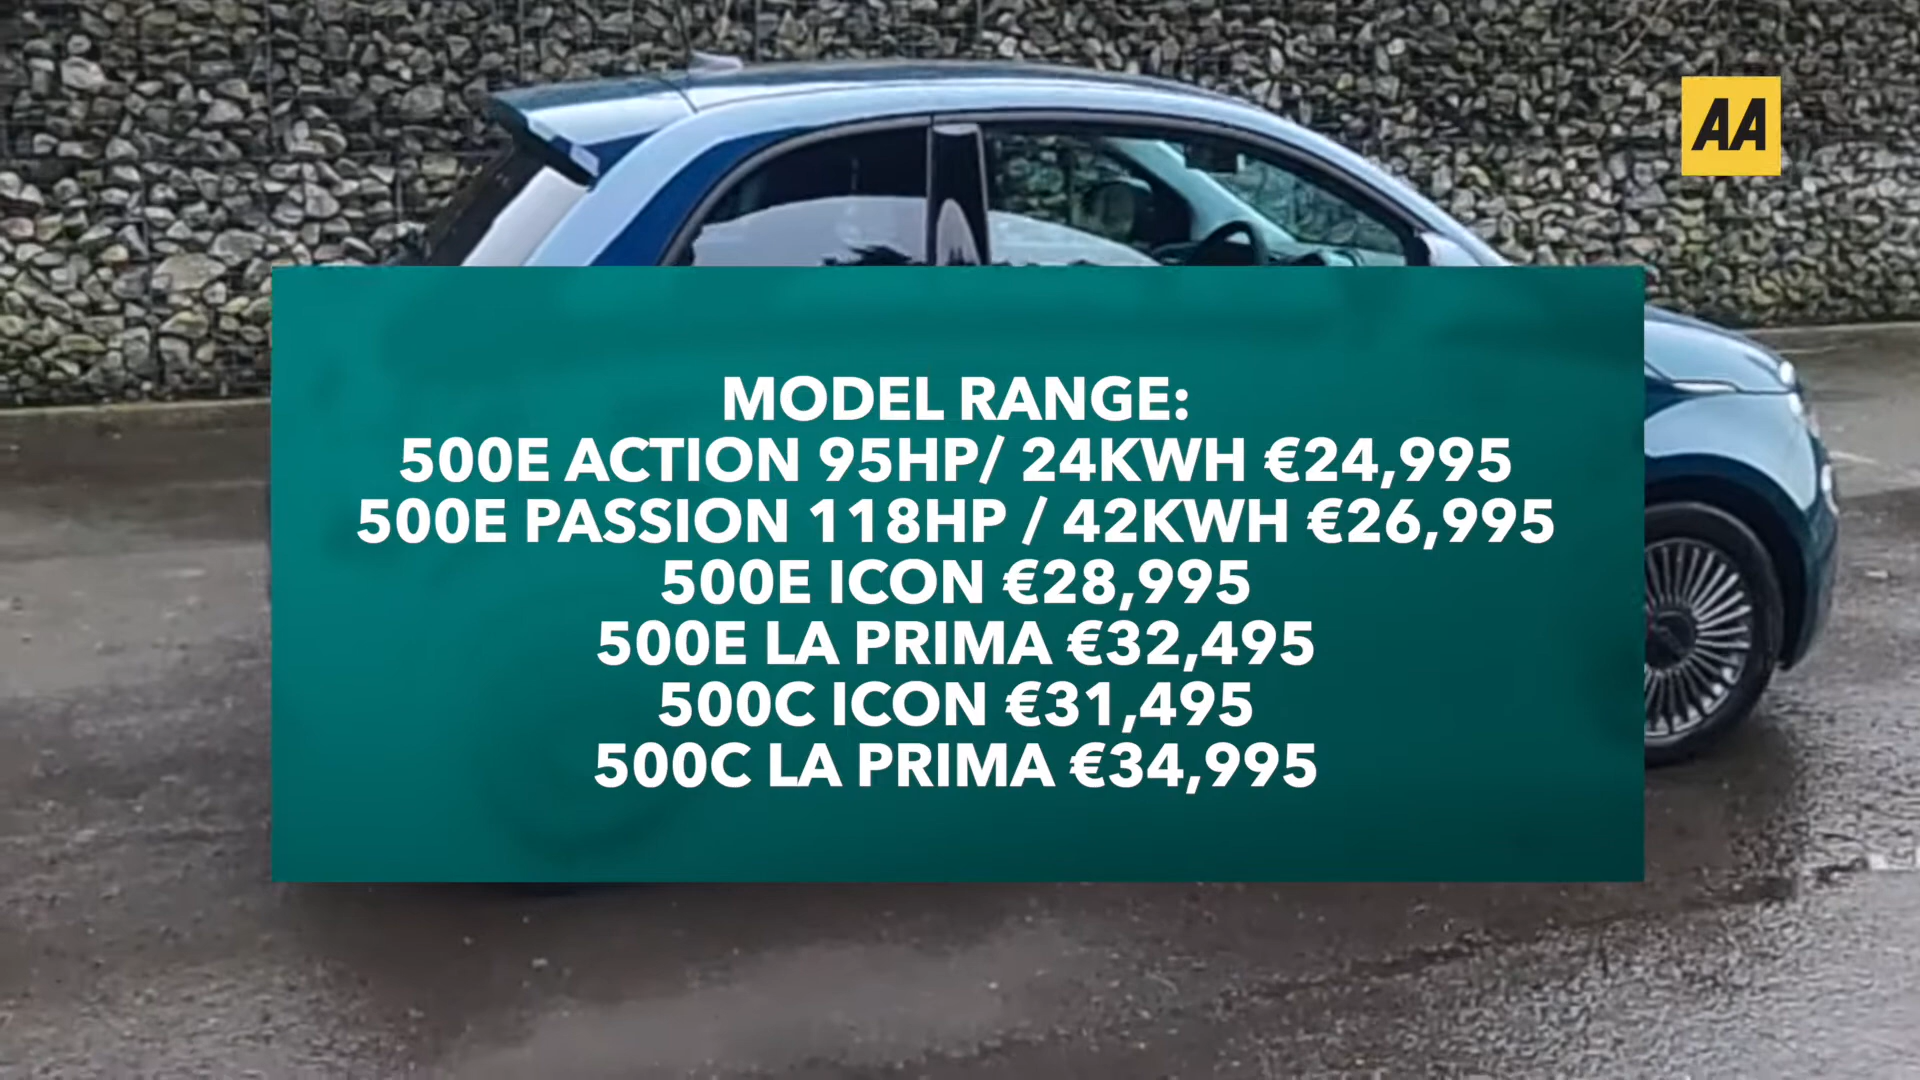 AA
MODEL RANGE:
500E ACTION 95HP/ 24KWH €24,995
500E PASSION 118HP / 42KWH €26,995
500E ICON €28,995
500E LA PRIMA €32,495
500C ICON €31,495
500C LA PRIMA €34,995